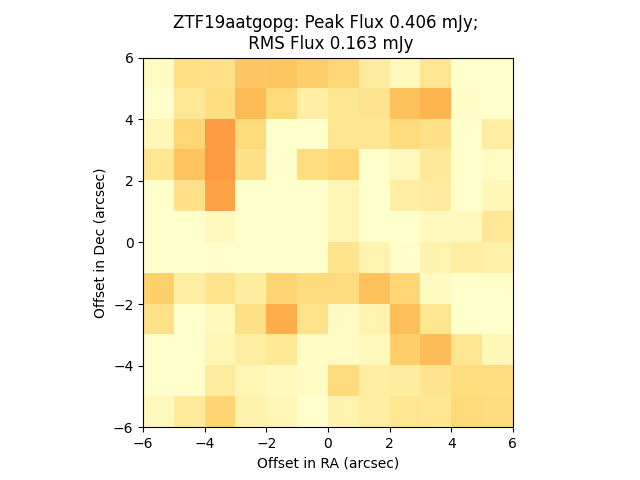 ZTF19aatgopg: Peak Flux 0.406 mJy;
RMS Flux 0.163 mJy
6
4
2
0
−2
−4
−6
Offset in Dec (arcsec)
−6 −4 −2 0 2 4 6
Offset in RA (arcsec)